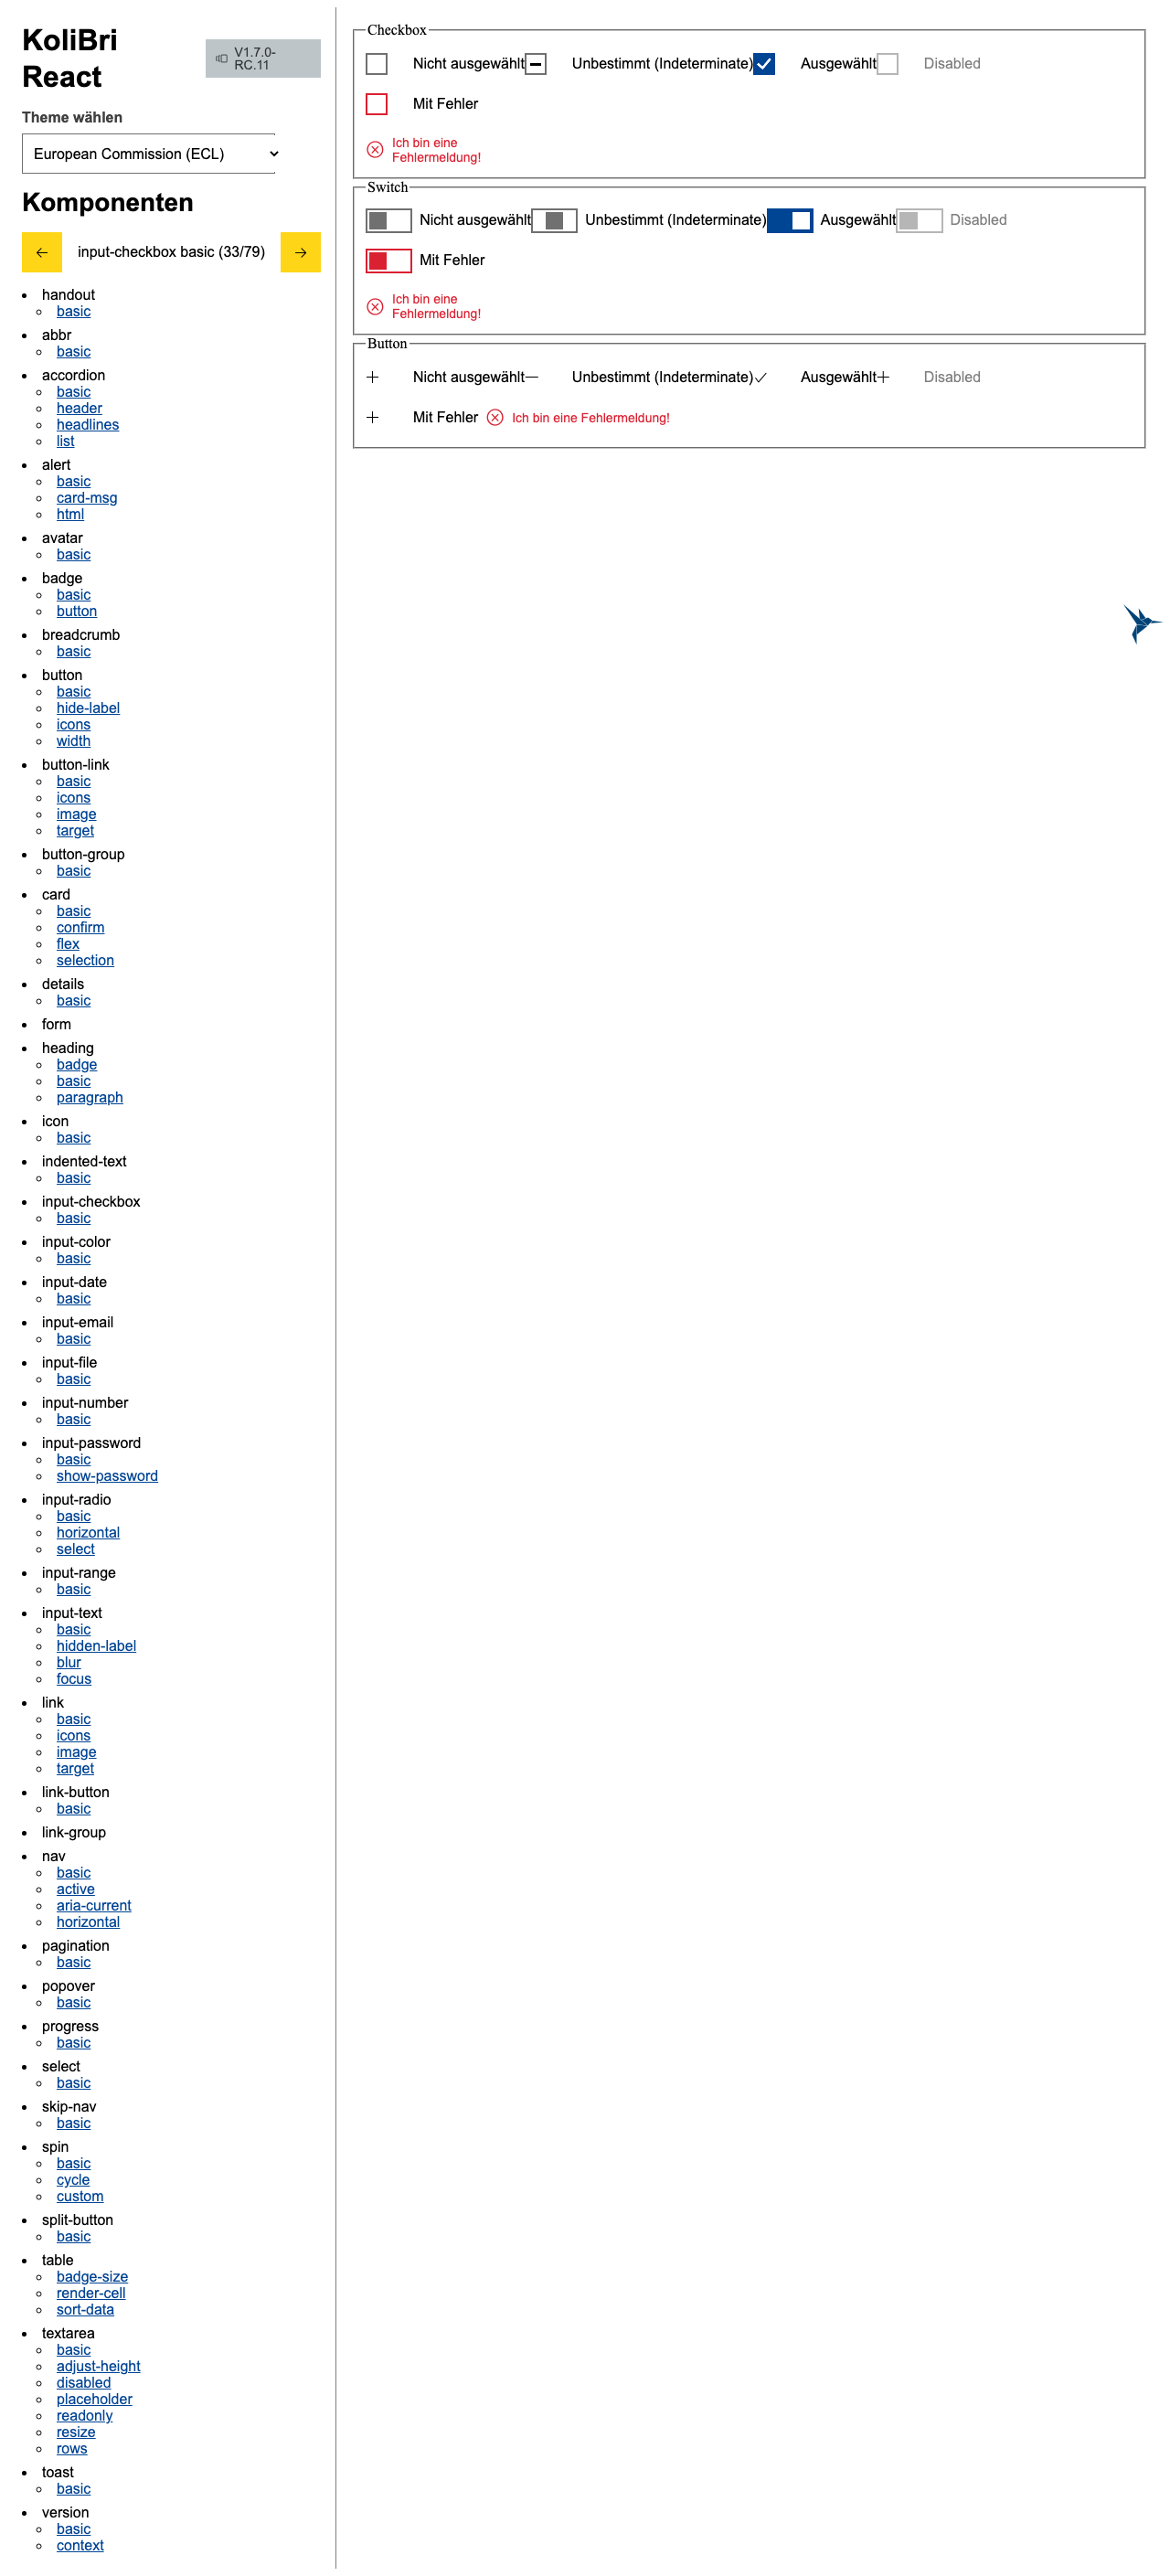 KoliBri
React
V1.7.0-
RC.11
Theme wählen
European Commission (ECL)
Komponenten
input-checkbox basic (33/79)
handout
basic
abbr
basic
accordion
basic
header
headlines
list
alert
basic
card-msg
html
avatar
basic
badge
basic
button
breadcrumb
basic
button
basic
hide-label
icons
width
button-link
basic
icons
image
target
button-group
basic
card
basic
confirm
flex
selection
details
basic
form
heading
badge
basic
paragraph
icon
basic
indented-text
basic
input-checkbox
basic
input-color
basic
input-date
basic
input-email
basic
input-file
basic
input-number
basic
input-password
basic
show-password
input-radio
basic
horizontal
select
input-range
basic
input-text
basic
hidden-label
blur
focus
link
basic
icons
image
target
link-button
basic
link-group
nav
basic
active
aria-current
horizontal
pagination
basic
popover
basic
progress
basic
select
basic
skip-nav
basic
spin
basic
cycle
custom
split-button
basic
table
badge-size
render-cell
sort-data
textarea
basic
adjust-height
disabled
placeholder
readonly
resize
rows
toast
basic
version
basic
context
Checkbox
Nicht ausgewählt Unbestimmt (Indeterminate) Ausgewählt Disabled
Mit Fehler
Ich bin eine
Fehlermeldung!
Switch
Nicht ausgewählt Unbestimmt (Indeterminate) Ausgewählt Disabled
Mit Fehler
Ich bin eine
Fehlermeldung!
Button
Nicht ausgewählt Unbestimmt (Indeterminate) Ausgewählt Disabled
Mit Fehler Ich bin eine Fehlermeldung!